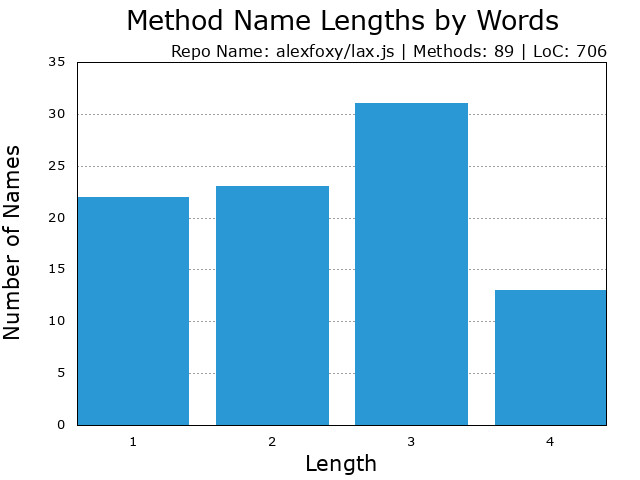 Method Name Lengths by Words
Repo Name: alexfoxy/lax.js | Methods: 89 | LoC: 706
Number of Names
35
30
25
20
15
10
5
0
1 2 3 4
Length